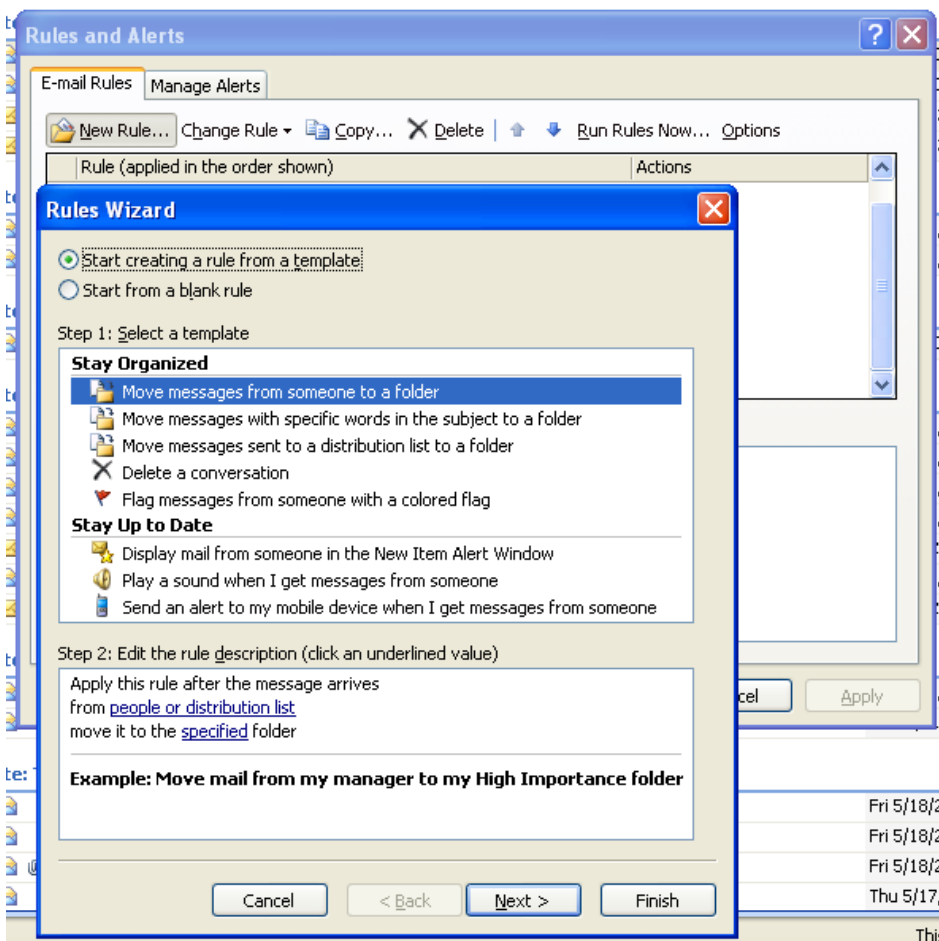 Rules and Alerts
E-mail Rules
Manage Alerts
New Rule... Change Rule Copy... Delete Run Rules Now... Options
Rule (applied in the order shown) Actions
Rules Wizard
Start creating a rule from a template
Start from a blank rule
Step 1: Select a template
Stay Organized
Move messages from someone to a folder
Move messages with specific words in the subject to a folder
Move messages sent to a distribution list to a folder
Delete a conversation
Flag messages from someone with a colored flag
Stay Up to Date
Display mail from someone in the New Item Alert Window
Play a sound when I get messages from someone
Send an alert to my mobile device when I get messages from someone
Step 2: Edit the rule description (click an underlined value)
Apply this rule after the message arrives
from people or distribution list
move it to the specified folder
Example: Move mail from my manager to my High Importance folder
Cancel < Back Next > Finish
cel Apply
te: T
Fri 5/18/2
Fri 5/18/2
Fri 5/18/2
Thu 5/17,
This